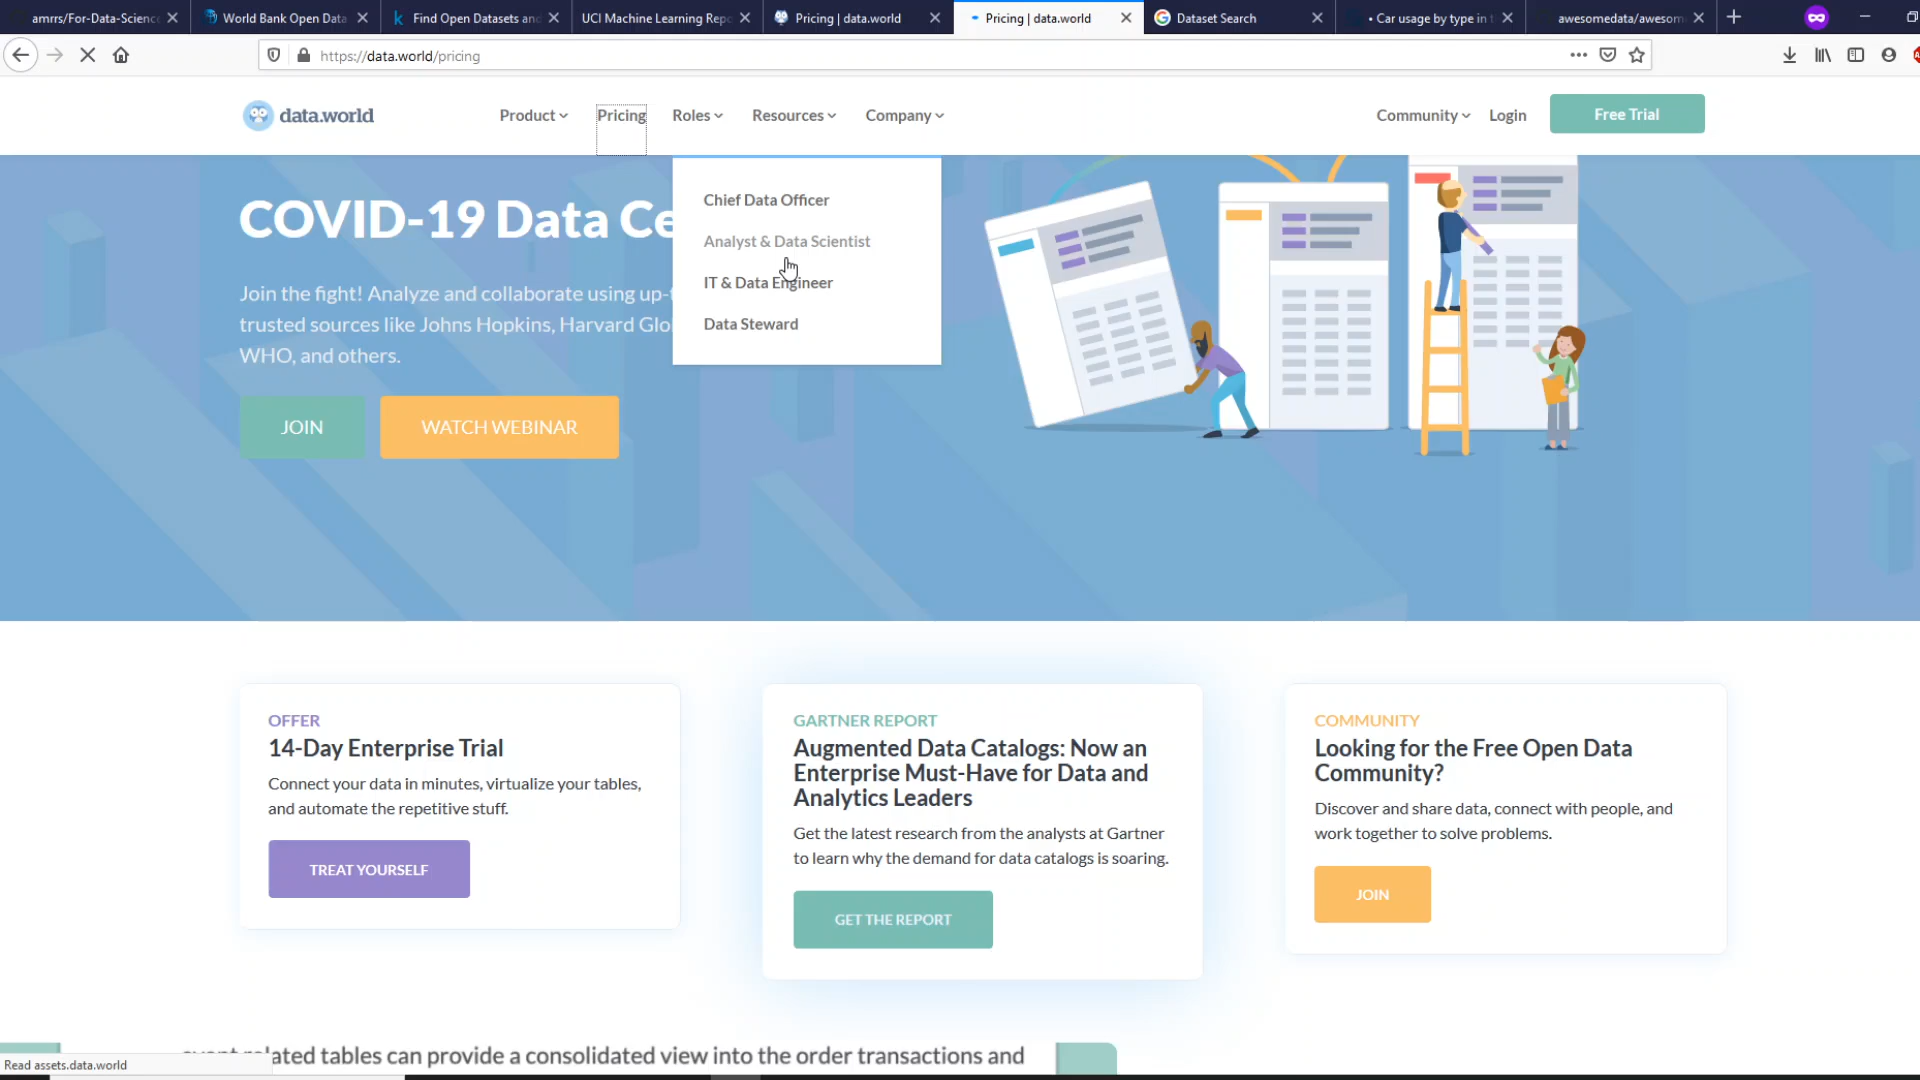 amrrs/For-Data-Science
World Bank Open Data
Find Open Datasets and
UCI Machine Learning Repo
Pricing | data.world
Pricing | data.world
Dataset Search
• Car usage by type in t
awesomedata/awesom
https://data.world/pricing
data.world
Product
Pricing
Roles
Resources
Company
Community
Login
Free Trial
Chief Data Officer
Analyst & Data Scientist
IT & Data Engineer
Data Steward
COVID-19 Data Ce
Join the fight! Analyze and collaborate using up-t
trusted sources like Johns Hopkins, Harvard Glo
WHO, and others.
JOIN
WATCH WEBINAR
OFFER
14-Day Enterprise Trial
Connect your data in minutes, virtualize your tables,
and automate the repetitive stuff.
TREAT YOURSELF
GARTNER REPORT
Augmented Data Catalogs: Now an
Enterprise Must-Have for Data and
Analytics Leaders
Get the latest research from the analysts at Gartner
to learn why the demand for data catalogs is soaring.
GET THE REPORT
COMMUNITY
Looking for the Free Open Data
Community?
Discover and share data, connect with people, and
work together to solve problems.
JOIN
related tables can provide a consolidated view into the order transactions and
Read assets.data.world